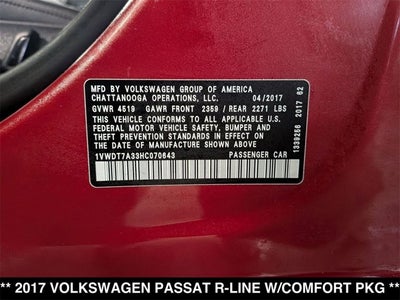 MFD BY VOLKSWAGEN GROUP OF AMERICA
CHATTANOOGA OPERATIONS, LLC. 04/2017
GVWR 4519 GAWR FRONT 2359 / REAR 2271 LBS
THIS VEHICLE CONFORMS TO ALL APPLICABLE U.S.
FEDERAL MOTOR VEHICLE SAFETY, BUMPER AND
THEFT PREVENTION STANDARDS IN EFFECT ON
THE DATE OF MANUFACTURE SHOWN ABOVE
1VWDT7A33HC070643 PASSENGER CAR
1339256 2017 62
** 2017 VOLKSWAGEN PASSAT R-LINE W/COMFORT PKG **